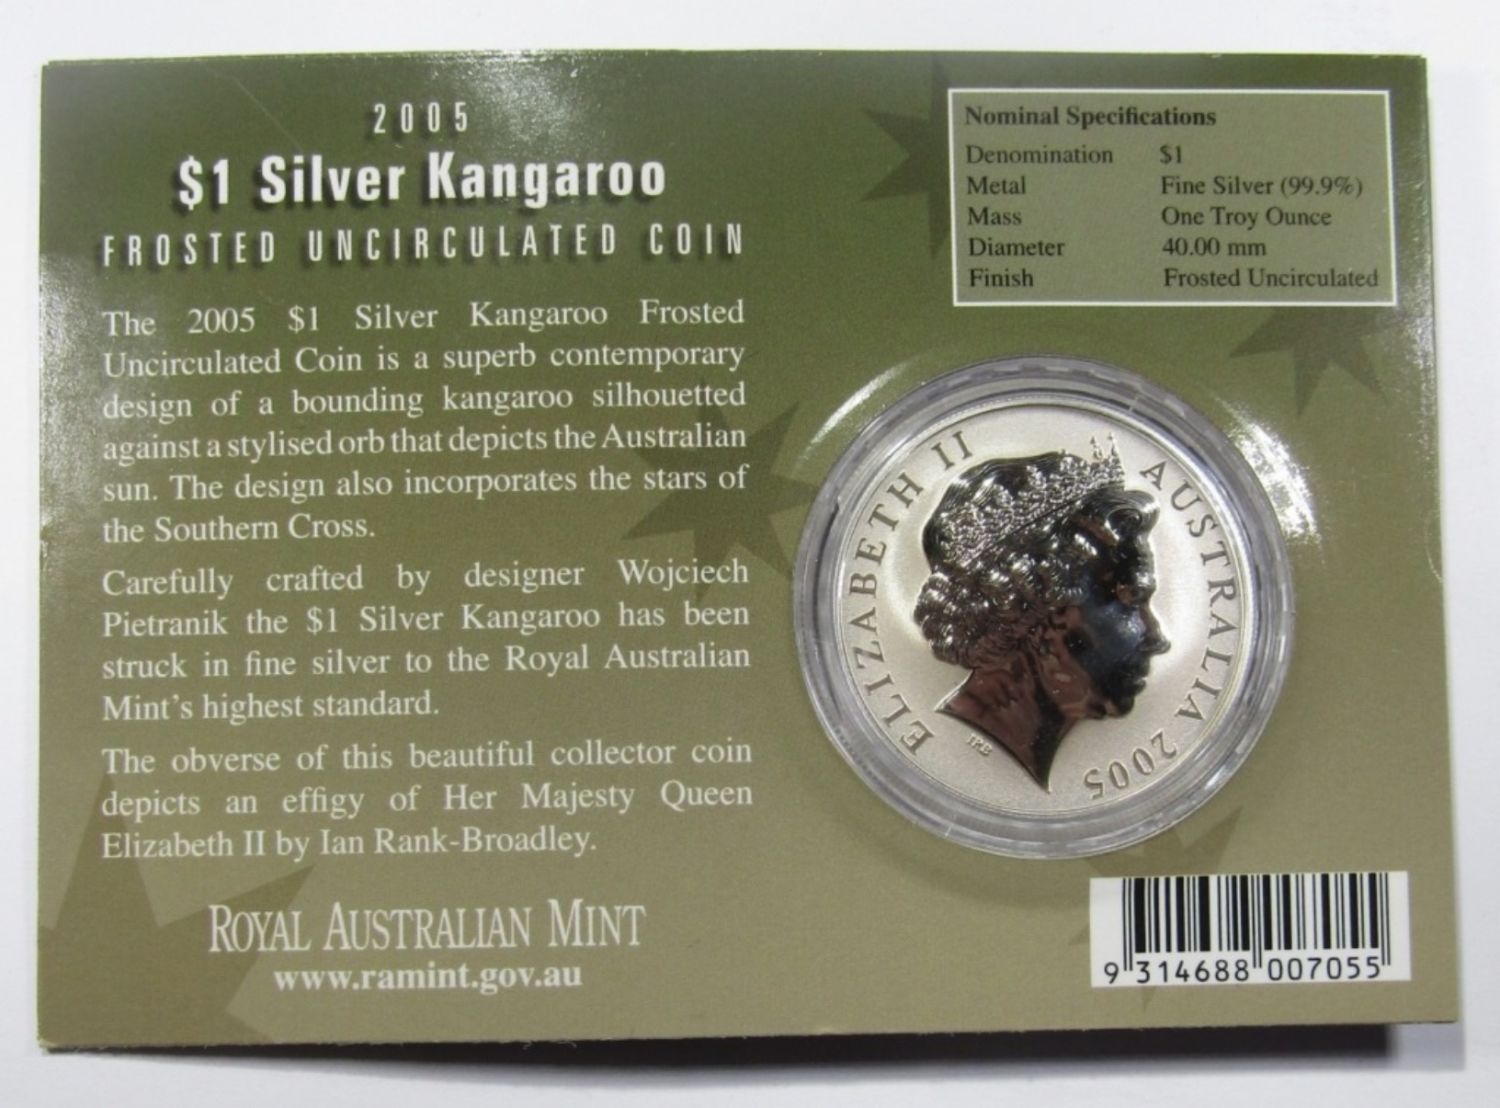 2005
$1 Silver Kangaroo
FROSTED UNCIRCULATED COIN
The 2005 $1 Silver Kangaroo Frosted
Uncirculated Coin is a superb contemporary
design of a bounding kangaroo silhouetted
against a stylised orb that depicts the Australian
sun. The design also incorporates the stars of
the Southern Cross.
Carefully crafted by designer Wojciech
Pietranik the $1 Silver Kangaroo has been
struck in fine silver to the Royal Australian
Mint's highest standard.
The obverse of this beautiful collector coin
depicts an effigy of Her Majesty Queen
Elizabeth II by Ian Rank-Broadley.
ROYAL AUSTRALIAN MINT
www.ramint.gov.au
Nominal Specifications
Denomination $1
Metal Fine Silver (99.9%)
Mass One Troy Ounce
Diameter 40.00 mm
Finish Frosted Uncirculated
ELIZABETH II
AUSTRALIA 2005
IRB
9 314688 007055